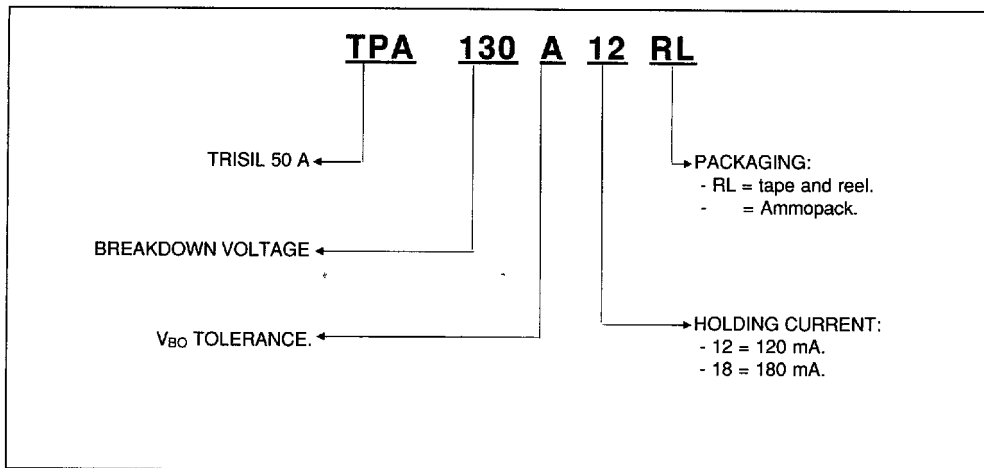 TPA 130 A 12 RL
TRISIL 50 A
PACKAGING:
- RL = tape and reel.
- = Ammopack.
BREAKDOWN VOLTAGE
VBO TOLERANCE.
HOLDING CURRENT:
- 12 = 120 mA.
- 18 = 180 mA.